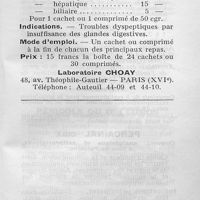 — hépatique ............ 15 —
— biliaire ............ 5 —
Pour 1 cachet ou 1 comprimé de 50 cgr.
Indications. — Troubles dyspeptiques par
insuffisance des glandes digestives.
Mode d'emploi. — Un cachet ou comprimé
à la fin de chacun des principaux repas.
Prix : 15 francs la boîte de 24 cachets ou
30 comprimés.
Laboratoire CHOAY
48, av. Théophile-Gautier — PARIS (XVIe).
Téléphone : Auteuil 44-09 et 44-10.